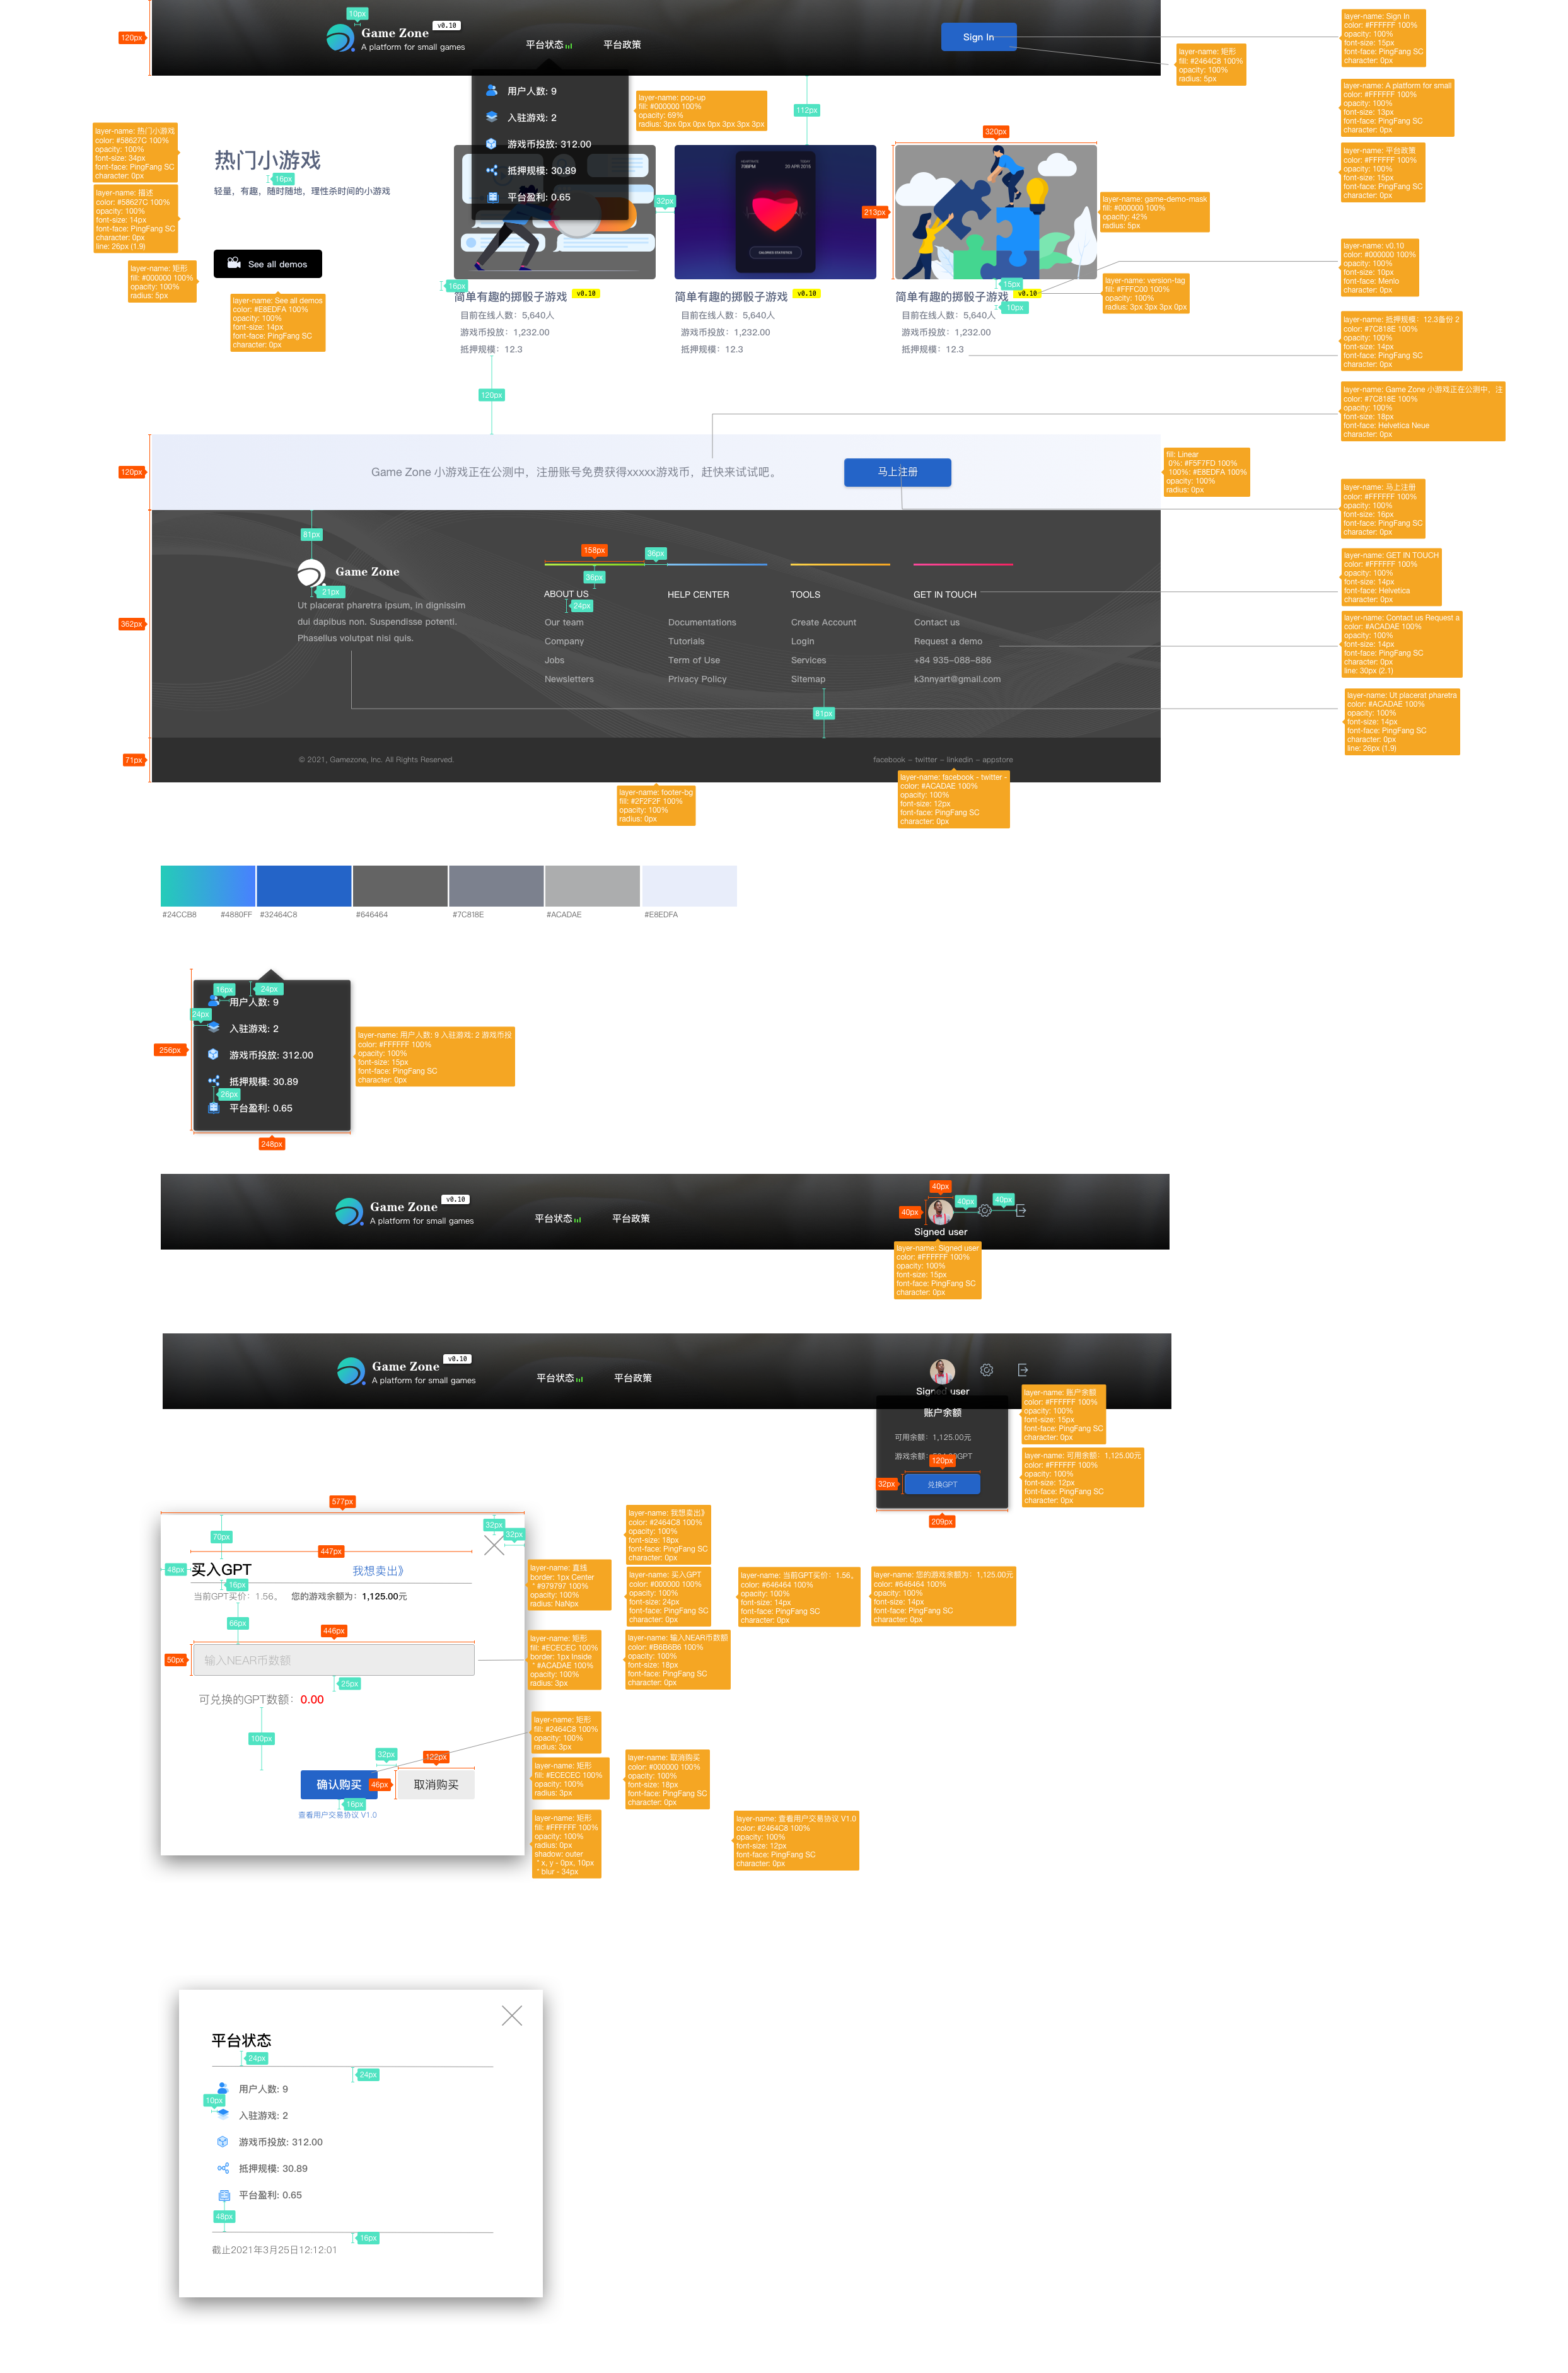 10px
120px
Game Zone
v0.10
A platform for small games
平台状态
平台政策
Sign In
layer-name: Sign In
color: #FFFFFF 100%
opacity: 100%
font-size: 15px
font-face: PingFang SC
character: 0px
layer-name: 矩形
fill: #2464C8 100%
opacity: 100%
radius: 5px
用户人数: 9
入驻游戏: 2
游戏币投放: 312.00
抵押规模: 30.89
平台盈利: 0.65
layer-name: pop-up
fill: #000000 100%
opacity: 69%
radius: 3px 0px 0px 0px 3px 3px 3px
112px
layer-name: A platform for small
color: #FFFFFF 100%
opacity: 100%
font-size: 13px
font-face: PingFang SC
character: 0px
layer-name: 热门小游戏
color: #58627C 100%
opacity: 100%
font-size: 34px
font-face: PingFang SC
character: 0px
热门小游戏
16px
轻量，有趣，随时随地，理性杀时间的小游戏
layer-name: 描述
color: #58627C 100%
opacity: 100%
font-size: 14px
font-face: PingFang SC
character: 0px
line: 26px (1.9)
320px
213px
32px
layer-name: 平台政策
color: #FFFFFF 100%
opacity: 100%
font-size: 15px
font-face: PingFang SC
character: 0px
layer-name: game-demo-mask
fill: #000000 100%
opacity: 42%
radius: 5px
See all demos
layer-name: 矩形
fill: #000000 100%
opacity: 100%
radius: 5px
layer-name: See all demos
color: #E8EDFA 100%
opacity: 100%
font-size: 14px
font-face: PingFang SC
character: 0px
layer-name: v0.10
color: #000000 100%
opacity: 100%
font-size: 10px
font-face: Menlo
character: 0px
layer-name: version-tag
fill: #FFFC00 100%
opacity: 100%
radius: 3px 3px 3px 0px
16px
15px
10px
简单有趣的掷骰子游戏 v0.10
目前在线人数：5,640人
游戏币投放：1,232.00
抵押规模：12.3
简单有趣的掷骰子游戏 v0.10
目前在线人数：5,640人
游戏币投放：1,232.00
抵押规模：12.3
简单有趣的掷骰子游戏 v0.10
目前在线人数：5,640人
游戏币投放：1,232.00
抵押规模：12.3
layer-name: 抵押规模：12.3备份 2
color: #7C818E 100%
opacity: 100%
font-size: 14px
font-face: PingFang SC
character: 0px
120px
layer-name: Game Zone 小游戏正在公测中，注
color: #7C818E 100%
opacity: 100%
font-size: 18px
font-face: Helvetica Neue
character: 0px
120px
Game Zone 小游戏正在公测中，注册账号免费获得xxxxx游戏币，赶快来试试吧。
马上注册
fill: Linear
0%: #F5F7FD 100%
100%: #E8EDFA 100%
opacity: 100%
radius: 0px
layer-name: 马上注册
color: #FFFFFF 100%
opacity: 100%
font-size: 16px
font-face: PingFang SC
character: 0px
81px
Game Zone
21px
Ut placerat pharetra ipsum, in dignissim
dui dapibus non. Suspendisse potenti.
Phasellus volutpat nisi quis.
362px
158px
36px
36px
ABOUT US
24px
Our team
Company
Jobs
Newsletters
HELP CENTER
Documentations
Tutorials
Term of Use
Privacy Policy
TOOLS
Create Account
Login
Services
Sitemap
81px
GET IN TOUCH
Contact us
Request a demo
+84 935-088-886
k3nnyart@gmail.com
layer-name: GET IN TOUCH
color: #FFFFFF 100%
opacity: 100%
font-size: 14px
font-face: Helvetica
character: 0px
layer-name: Contact us Request a
color: #ACADAE 100%
opacity: 100%
font-size: 14px
font-face: PingFang SC
character: 0px
line: 30px (2.1)
layer-name: Ut placerat pharetra
color: #ACADAE 100%
opacity: 100%
font-size: 14px
font-face: PingFang SC
character: 0px
line: 26px (1.9)
71px
© 2021, Gamezone, Inc. All Rights Reserved.
facebook - twitter - linkedin - appstore
layer-name: footer-bg
fill: #2F2F2F 100%
opacity: 100%
radius: 0px
layer-name: facebook - twitter -
color: #ACADAE 100%
opacity: 100%
font-size: 12px
font-face: PingFang SC
character: 0px
#24CCB8
#4880FF
#32464C8
#646464
#7C818E
#ACADAE
#E8EDFA
16px
24px
24px
用户人数: 9
入驻游戏: 2
游戏币投放: 312.00
抵押规模: 30.89
26px
平台盈利: 0.65
256px
248px
layer-name: 用户人数: 9 入驻游戏: 2 游戏币投
color: #FFFFFF 100%
opacity: 100%
font-size: 15px
font-face: PingFang SC
character: 0px
Game Zone
v0.10
A platform for small games
平台状态
平台政策
40px
40px
40px
40px
Signed user
layer-name: Signed user
color: #FFFFFF 100%
opacity: 100%
font-size: 15px
font-face: PingFang SC
character: 0px
Game Zone
v0.10
A platform for small games
平台状态
平台政策
Signed user
账户余额
可用余额：1,125.00元
游戏余额:
GPT
120px
32px
兑换GPT
209px
layer-name: 账户余额
color: #FFFFFF 100%
opacity: 100%
font-size: 15px
font-face: PingFang SC
character: 0px
layer-name: 可用余额：1,125.00元
color: #FFFFFF 100%
opacity: 100%
font-size: 12px
font-face: PingFang SC
character: 0px
577px
70px
32px
32px
447px
48px
买入GPT
我想卖出》
16px
当前GPT买价：1.56。
您的游戏余额为：1,125.00元
66px
446px
50px
输入NEAR币数额
25px
可兑换的GPT数额：0.00
100px
32px
122px
确认购买
46px
取消购买
16px
查看用户交易协议 V1.0
layer-name: 我想卖出》
color: #2464C8 100%
opacity: 100%
font-size: 18px
font-face: PingFang SC
character: 0px
layer-name: 直线
border: 1px Center
* #979797 100%
opacity: 100%
radius: NaNpx
layer-name: 买入GPT
color: #000000 100%
opacity: 100%
font-size: 24px
font-face: PingFang SC
character: 0px
layer-name: 当前GPT买价：1.56。
color: #646464 100%
opacity: 100%
font-size: 14px
font-face: PingFang SC
character: 0px
layer-name: 您的游戏余额为：1,125.00元
color: #646464 100%
opacity: 100%
font-size: 14px
font-face: PingFang SC
character: 0px
layer-name: 矩形
fill: #ECECEC 100%
border: 1px Inside
* #ACADAE 100%
opacity: 100%
radius: 3px
layer-name: 输入NEAR币数额
color: #B6B6B6 100%
opacity: 100%
font-size: 18px
font-face: PingFang SC
character: 0px
layer-name: 矩形
fill: #2464C8 100%
opacity: 100%
radius: 3px
layer-name: 矩形
fill: #ECECEC 100%
opacity: 100%
radius: 3px
layer-name: 取消购买
color: #000000 100%
opacity: 100%
font-size: 18px
font-face: PingFang SC
character: 0px
layer-name: 矩形
fill: #FFFFFF 100%
opacity: 100%
radius: 0px
shadow: outer
* x, y - 0px, 10px
* blur - 34px
layer-name: 查看用户交易协议 V1.0
color: #2464C8 100%
opacity: 100%
font-size: 12px
font-face: PingFang SC
character: 0px
平台状态
24px
24px
用户人数: 9
10px
入驻游戏: 2
游戏币投放: 312.00
抵押规模: 30.89
平台盈利: 0.65
48px
16px
截止2021年3月25日12:12:01